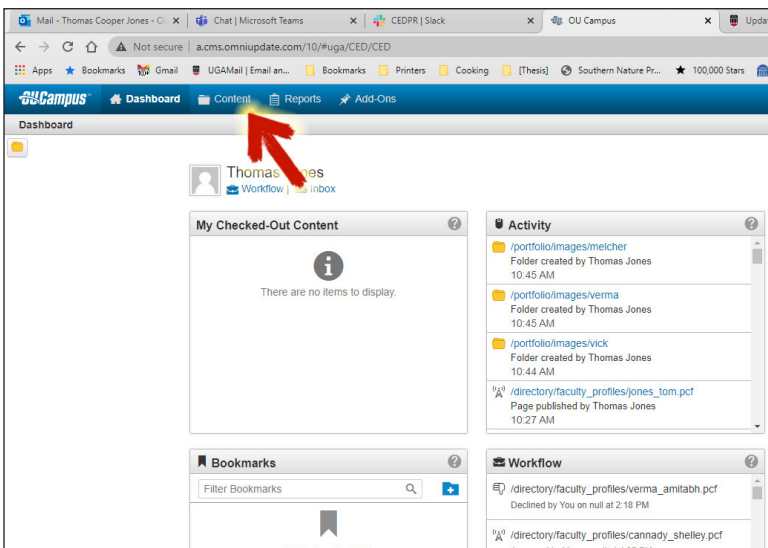 Mail - Thomas Cooper Jones - O
Chat | Microsoft Teams
CEDPR | Slack
OU Campus
Upda
Not secure | a.cms.omniupdate.com/10/#uga/CED/CED
Apps Bookmarks Gmail UGAMail | Email an... Bookmarks Printers Cooking [Thesis] Southern Nature Pr... 100,000 Stars
OU Campus Dashboard Content Reports Add-Ons
Dashboard
Thomas nes
Workflow | Inbox
My Checked-Out Content
There are no items to display.
Activity
/portfolio/images/melcher
Folder created by Thomas Jones
10:45 AM
/portfolio/images/verma
Folder created by Thomas Jones
10:45 AM
/portfolio/images/vick
Folder created by Thomas Jones
10:44 AM
/directory/faculty_profiles/jones_tom.pcf
Page published by Thomas Jones
10:27 AM
Bookmarks
Filter Bookmarks
Workflow
/directory/faculty_profiles/verma_amitabh.pcf
Declined by You on null at 2:18 PM
/directory/faculty_profiles/cannady_shelley.pcf